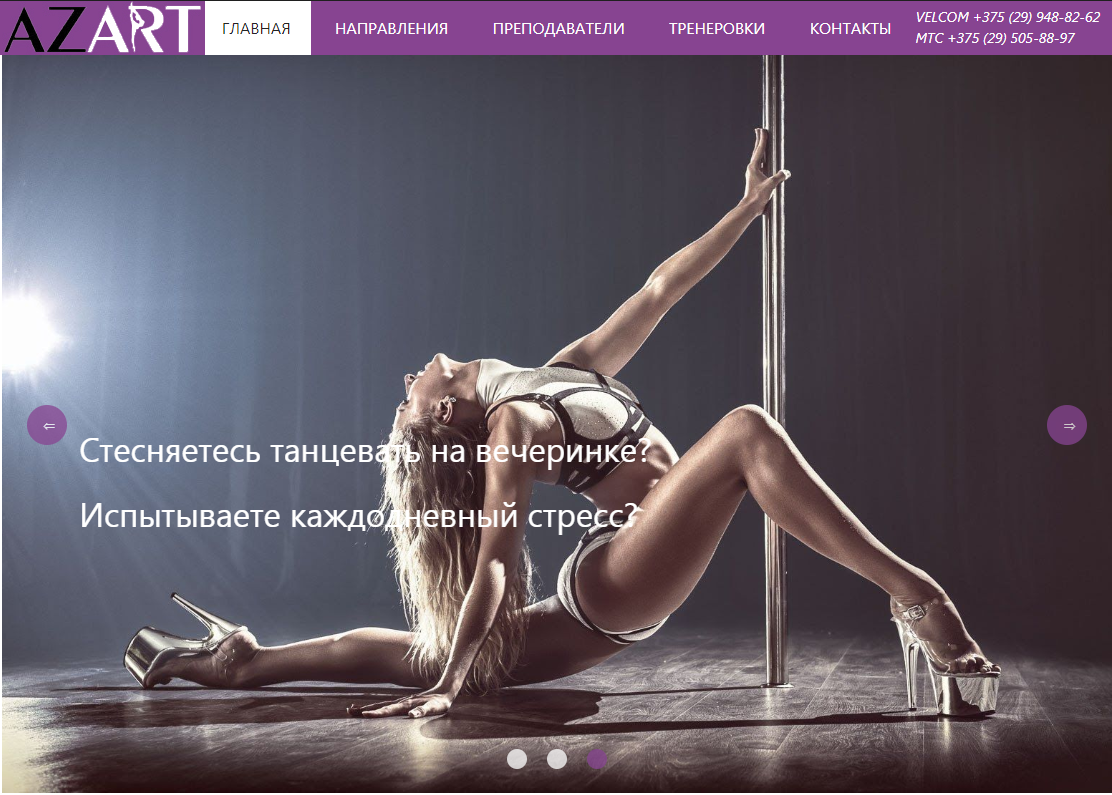 AZART
ГЛАВНАЯ
НАПРАВЛЕНИЯ
ПРЕПОДАВАТЕЛИ
ТРЕНЕРОВКИ
КОНТАКТЫ
VELCOM +375 (29) 948-82-62
МТС +375 (29) 505-88-97
⇐
⇒
Стесняетесь танцевать на вечеринке?
Испытываете каждодневный стресс?